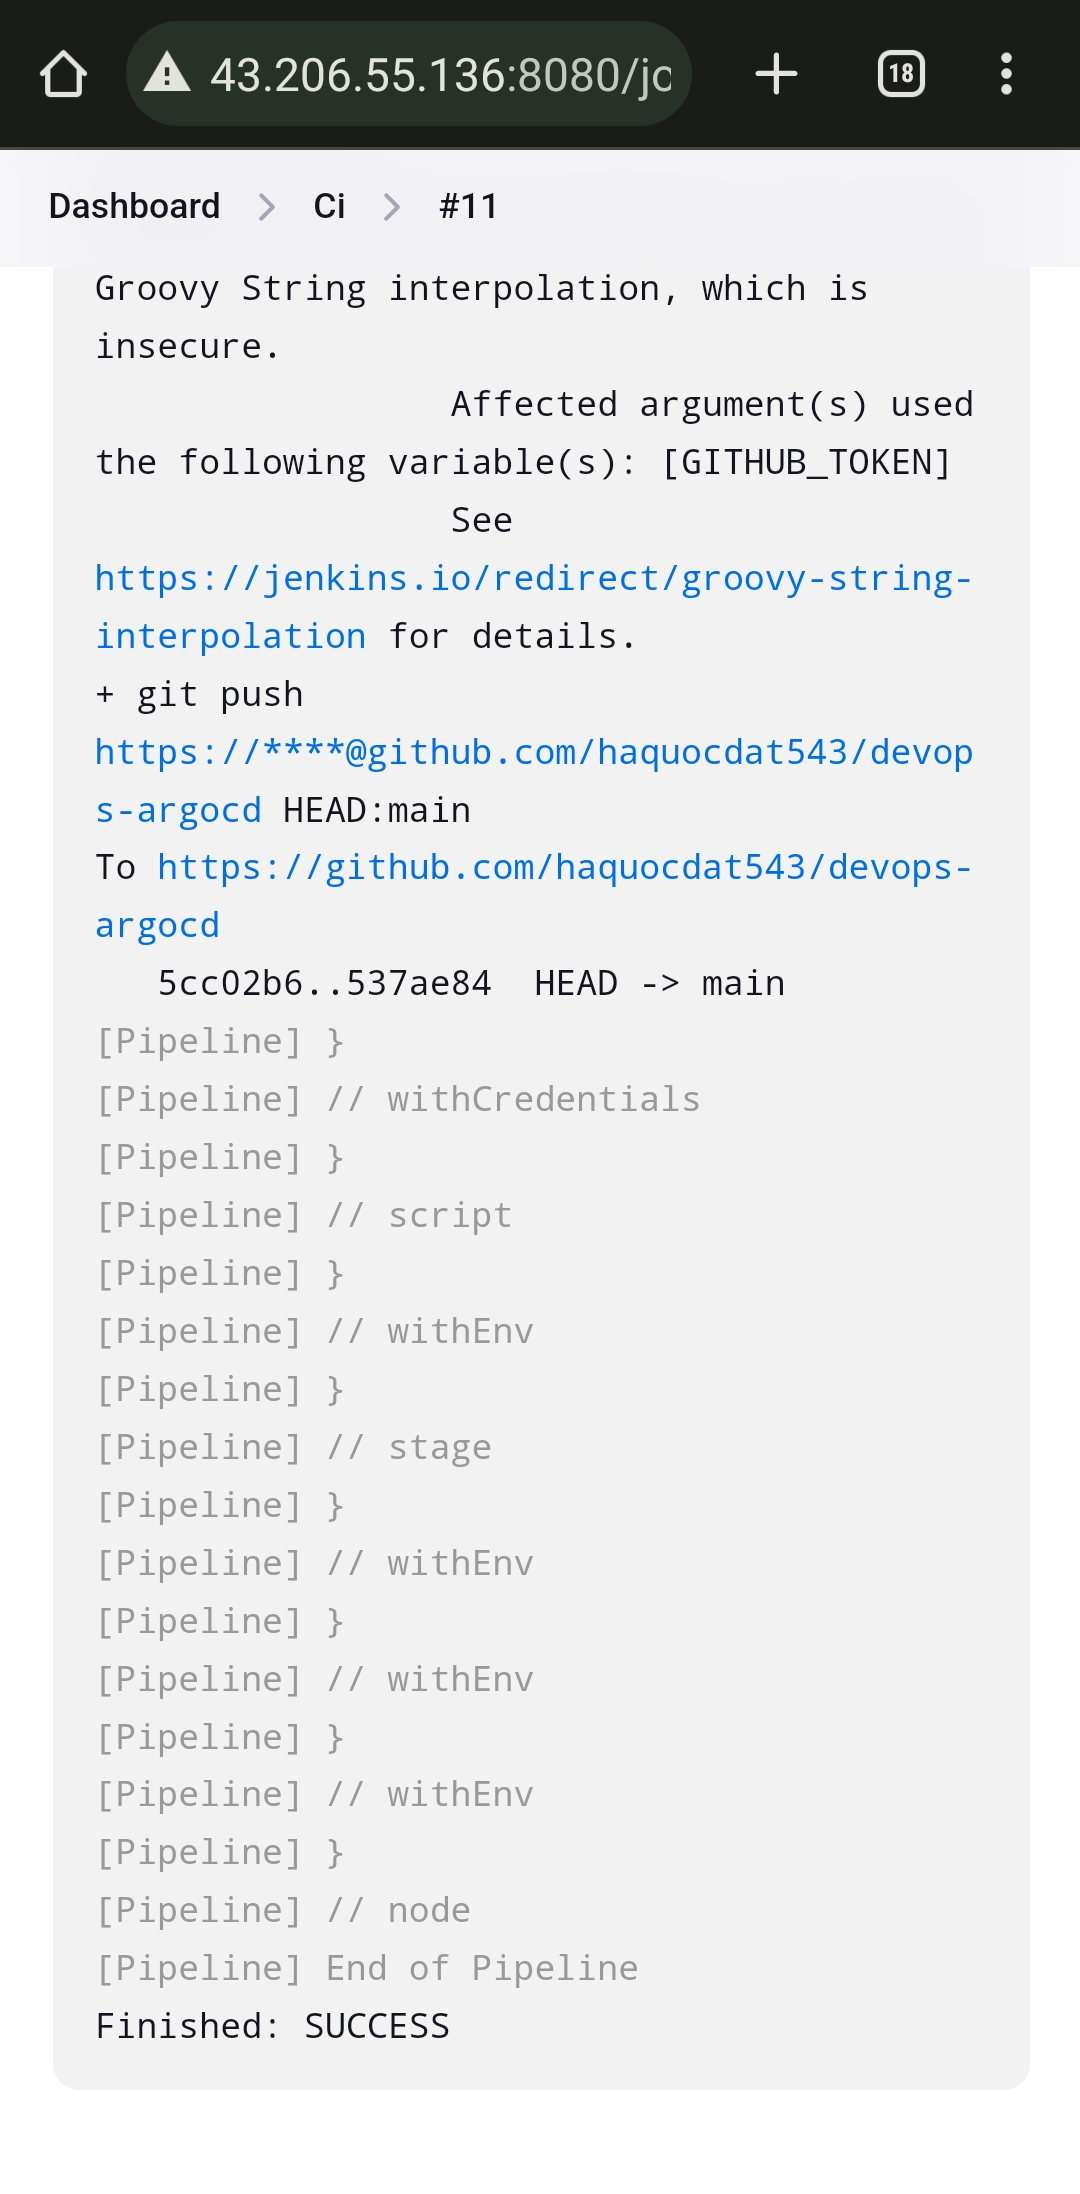 43.206.55.136:8080/jo
18
Dashboard > Ci > #11
Groovy String interpolation, which is
insecure.
Affected argument(s) used
the following variable(s): [GITHUB_TOKEN]
See
https://jenkins.io/redirect/groovy-string-
interpolation for details.
+ git push
https://****@github.com/haquocdat543/devop
s-argocd HEAD:main
To https://github.com/haquocdat543/devops-
argocd
5cc02b6..537ae84  HEAD -> main
[Pipeline] }
[Pipeline] // withCredentials
[Pipeline] }
[Pipeline] // script
[Pipeline] }
[Pipeline] // withEnv
[Pipeline] }
[Pipeline] // stage
[Pipeline] }
[Pipeline] // withEnv
[Pipeline] }
[Pipeline] // withEnv
[Pipeline] }
[Pipeline] // withEnv
[Pipeline] }
[Pipeline] // node
[Pipeline] End of Pipeline
Finished: SUCCESS